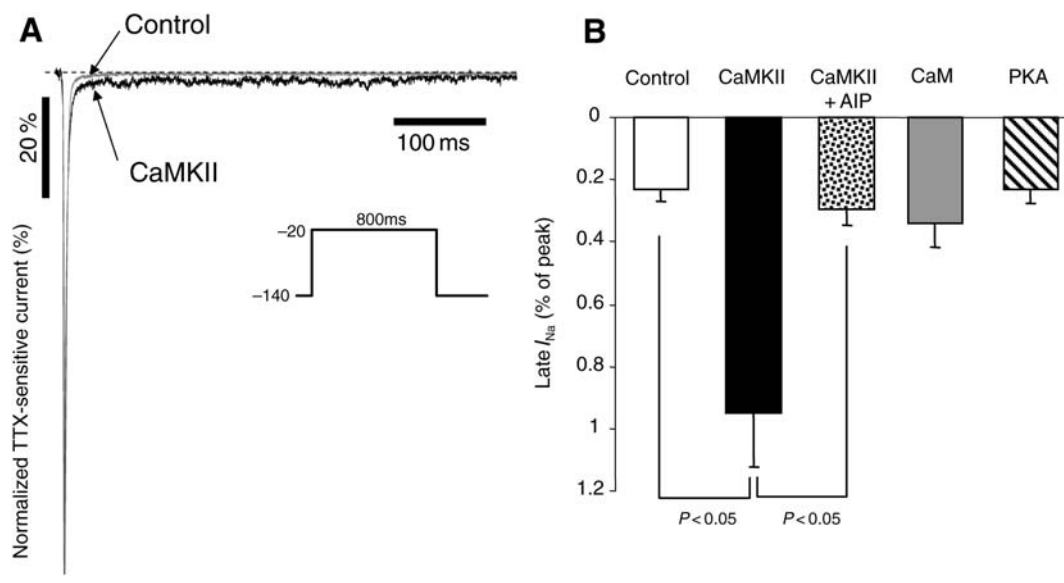 A
Control
20 %
CaMKII
100 ms
800ms
–20
–140
Normalized TTX-sensitive current (%)
B
Control CaMKII CaMKII + AIP CaM PKA
0
0.2
0.4
0.6
0.8
1
1.2
Late INa (% of peak)
P < 0.05 P < 0.05